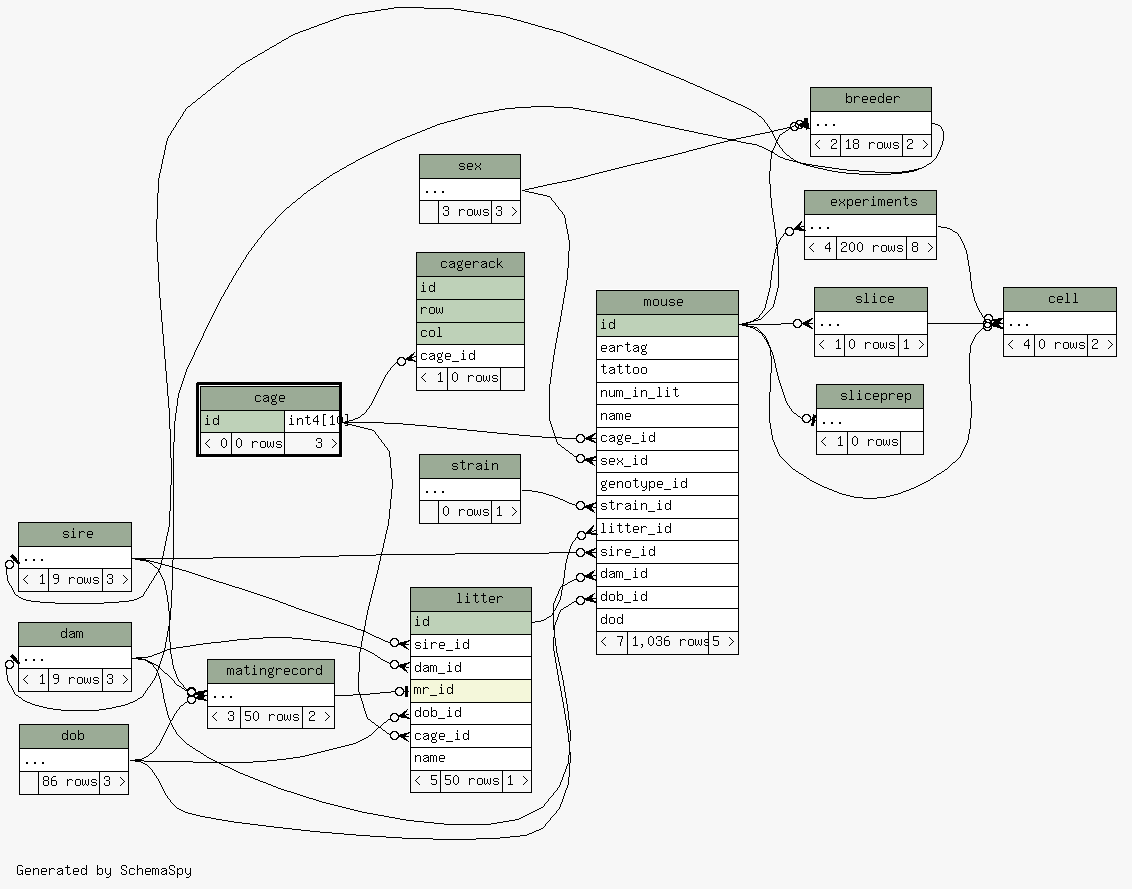 breeder
...
< 2 18 rows 2 >
sex
...
3 rows 3 >
experiments
...
< 4 200 rows 8 >
cagerack
id
row
col
cage_id
< 1 0 rows
mouse
id
eartag
tattoo
num_in_lit
name
cage_id
sex_id
genotype_id
strain_id
litter_id
sire_id
dam_id
dob_id
dod
< 7 1,036 rows 5 >
slice
...
< 1 0 rows 1 >
cell
...
< 4 0 rows 2 >
sliceprep
...
< 1 0 rows
cage
id int4[10]
< 0 0 rows 3 >
strain
...
0 rows 1 >
sire
...
< 1 9 rows 3 >
dam
...
< 1 9 rows 3 >
matingrecord
...
< 3 50 rows 2 >
litter
id
sire_id
dam_id
mr_id
dob_id
cage_id
name
< 5 50 rows 1 >
dob
...
86 rows 3 >
Generated by SchemaSpy